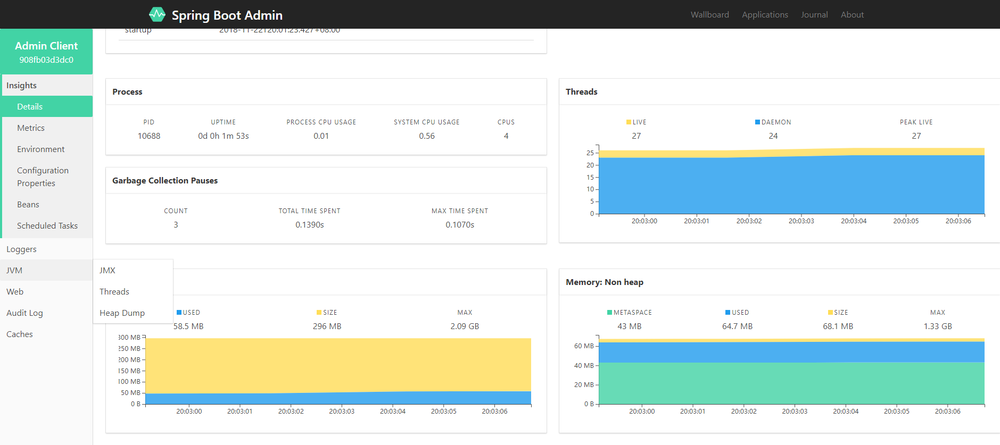 Spring Boot Admin
Wallboard Applications Journal About
Admin Client
908fb03d3dc0
Insights
Details
Metrics
Environment
Configuration
Properties
Beans
Scheduled Tasks
Loggers
JVM
Web
Audit Log
Caches
JMX
Threads
Heap Dump
startup 2018-11-22T20:01:23.427+08:00
Process
PID UPTIME PROCESS CPU USAGE SYSTEM CPU USAGE CPUS
10688 0d 0h 1m 53s 0.01 0.56 4
Garbage Collection Pauses
COUNT TOTAL TIME SPENT MAX TIME SPENT
3 0.1390s 0.1070s
Threads
LIVE DAEMON PEAK LIVE
27 24 27
25
20
15
10
5
0
20:03:00 20:03:01 20:03:02 20:03:03 20:03:04 20:03:05 20:03:06
USED SIZE MAX
58.5 MB 296 MB 2.09 GB
300 MB
250 MB
200 MB
150 MB
100 MB
50 MB
0 B
20:03:00 20:03:01 20:03:02 20:03:03 20:03:04 20:03:05 20:03:06
Memory: Non heap
METASPACE USED SIZE MAX
43 MB 64.7 MB 68.1 MB 1.33 GB
60 MB
40 MB
20 MB
0 B
20:03:00 20:03:01 20:03:02 20:03:03 20:03:04 20:03:05 20:03:06